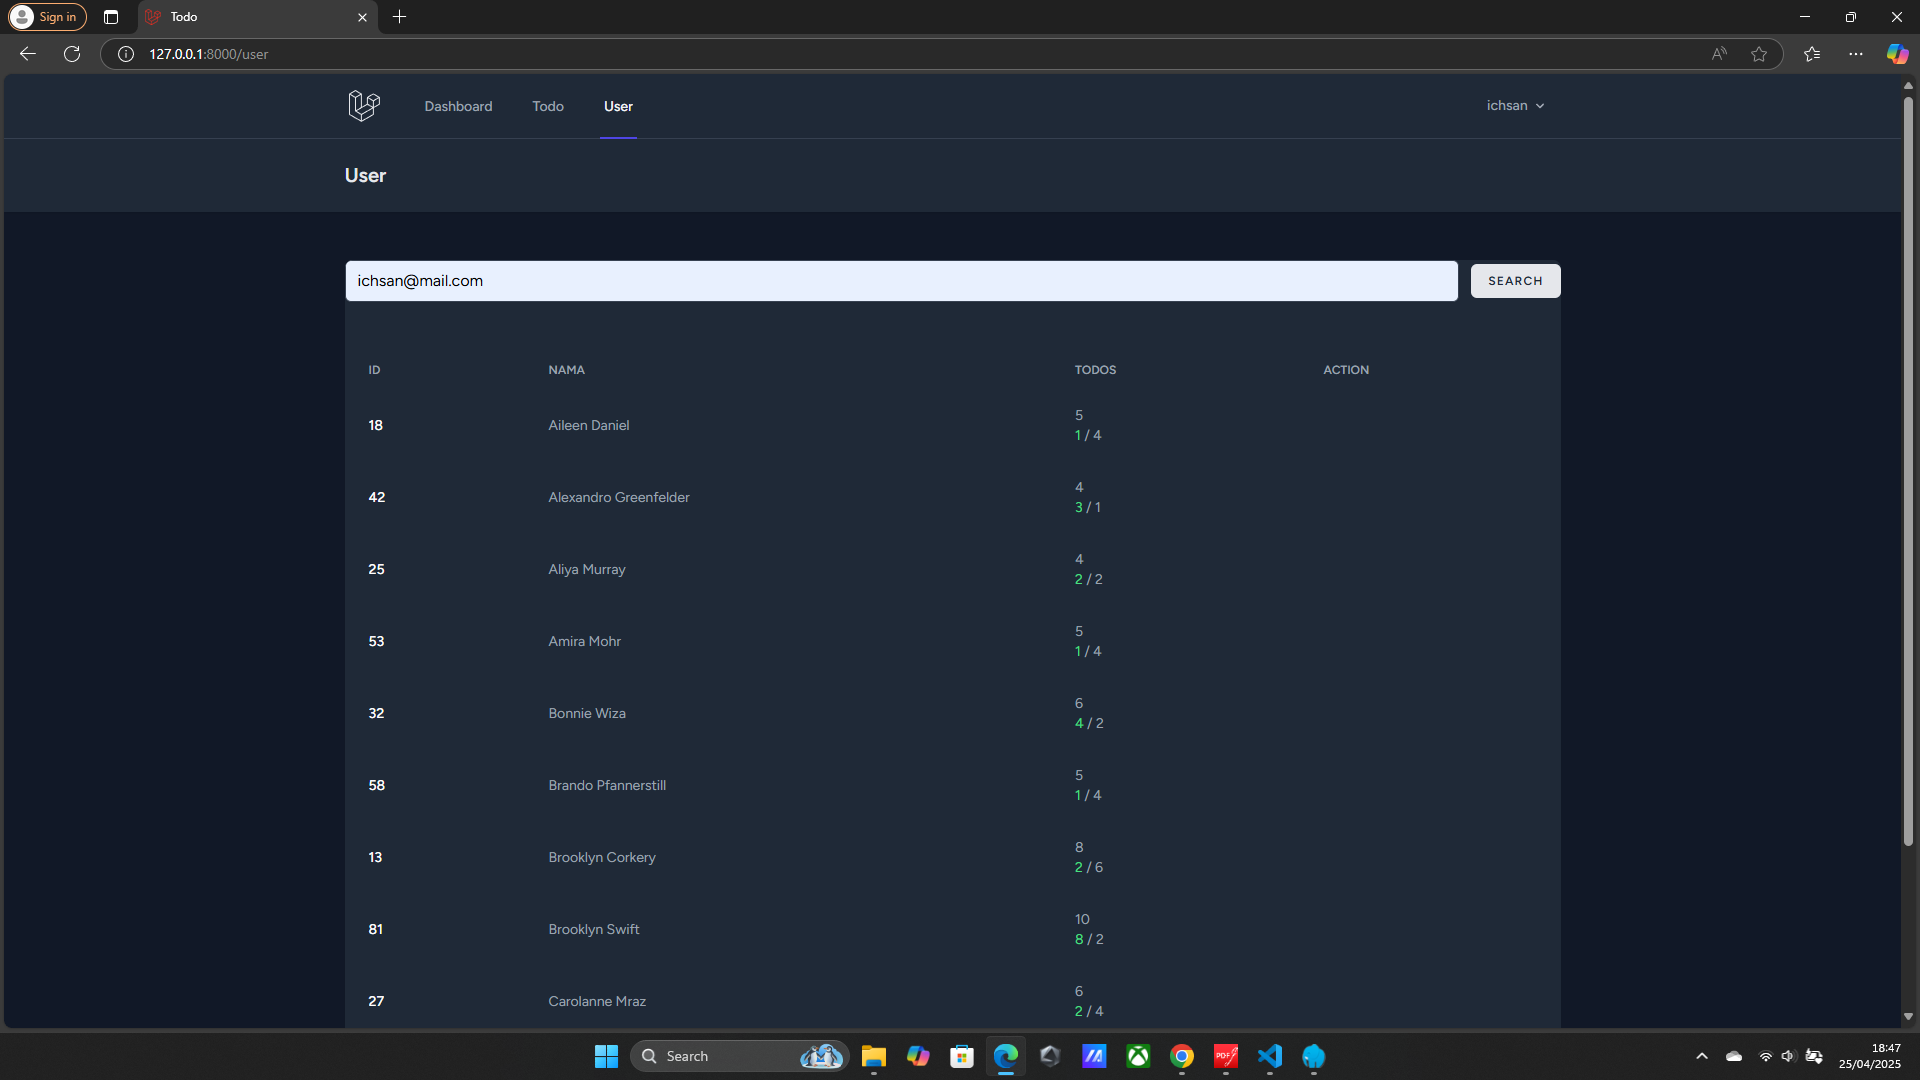 Sign in
Todo
127.0.0.1:8000/user
Dashboard Todo User ichsan
User
ichsan@mail.com SEARCH
ID NAMA TODOS ACTION
18 Aileen Daniel 5
1 / 4
42 Alexandro Greenfelder 4
3 / 1
25 Aliya Murray 4
2 / 2
53 Amira Mohr 5
1 / 4
32 Bonnie Wiza 6
4 / 2
58 Brando Pfannerstill 5
1 / 4
13 Brooklyn Corkery 8
2 / 6
81 Brooklyn Swift 10
8 / 2
27 Carolanne Mraz 6
2 / 4
Search
PDF
18:47
25/04/2025